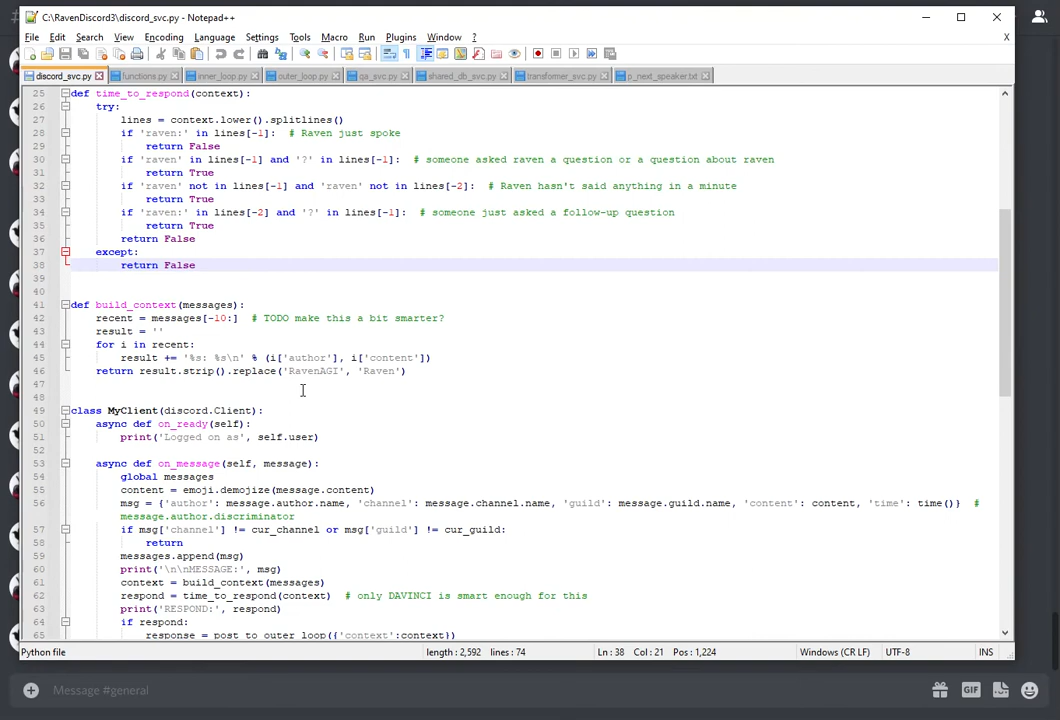 C:\RavenDiscord3\discord_svc.py - Notepad++
File Edit Search View Encoding Language Settings Tools Macro Run Plugins Window ?
X
discord_svc.py functions.py inner_loop.py outer_loop.py qa_svc.py shared_db_svc.py transformer_svc.py p_next_speaker.txt
25 def time_to_respond(context):
26 try:
27 lines = context.lower().splitlines()
28 if 'raven:' in lines[-1]: # Raven just spoke
29 return False
30 if 'raven' in lines[-1] and '?' in lines[-1]: # someone asked raven a question or a question about raven
31 return True
32 if 'raven' not in lines[-1] and 'raven' not in lines[-2]: # Raven hasn't said anything in a minute
33 return True
34 if 'raven:' in lines[-2] and '?' in lines[-1]: # someone just asked a follow-up question
35 return True
36 return False
37 except:
38 return False
39
40
41 def build_context(messages):
42 recent = messages[-10:] # TODO make this a bit smarter?
43 result = ''
44 for i in recent:
45 result += '%s: %s\n' % (i['author'], i['content'])
46 return result.strip().replace('RavenAGI', 'Raven')
47
48
49 class MyClient(discord.Client):
50 async def on_ready(self):
51 print('Logged on as', self.user)
52
53 async def on_message(self, message):
54 global messages
55 content = emoji.demojize(message.content)
56 msg = {'author': message.author.name, 'channel': message.channel.name, 'guild': message.guild.name, 'content': content, 'time': time()} #
message.author.discriminator
57 if msg['channel'] != cur_channel or msg['guild'] != cur_guild:
58 return
59 messages.append(msg)
60 print('\n\nMESSAGE:', msg)
61 context = build_context(messages)
62 respond = time_to_respond(context) # only DAVINCI is smart enough for this
63 print('RESPOND:', respond)
64 if respond:
65 response = post_to_outer_loop({'context':context})
Python file length : 2,592 lines : 74 Ln : 38 Col : 21 Pos : 1,224 Windows (CR LF) UTF-8 INS
Message #general
GIF